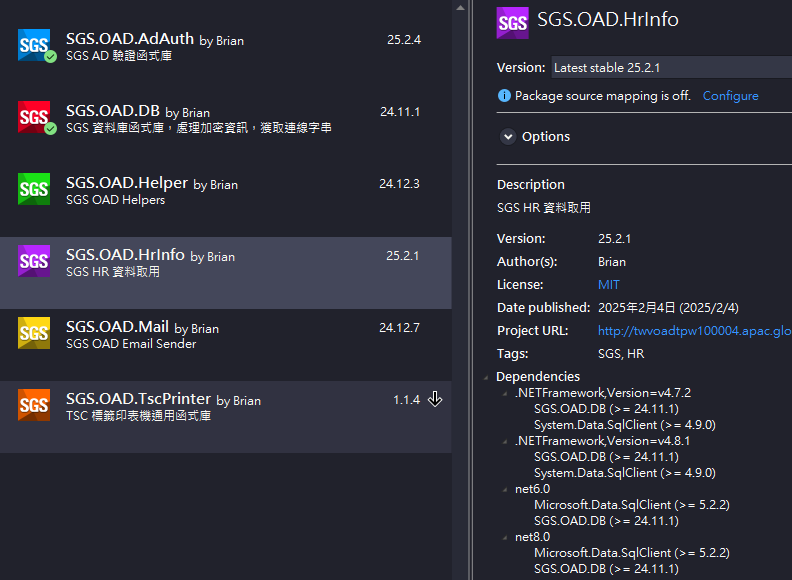 SGS
SGS.OAD.AdAuth by Brian 25.2.4
SGS AD 驗證函式庫
SGS
SGS.OAD.DB by Brian 24.11.1
SGS 資料庫函式庫，處理加密資訊，獲取連線字串
SGS
SGS.OAD.Helper by Brian 24.12.3
SGS OAD Helpers
SGS
SGS.OAD.HrInfo by Brian 25.2.1
SGS HR 資料取用
SGS
SGS.OAD.Mail by Brian 24.12.7
SGS OAD Email Sender
SGS
SGS.OAD.TscPrinter by Brian 1.1.4
TSC 標籤印表機通用函式庫
SGS
SGS.OAD.HrInfo
Version: Latest stable 25.2.1
Package source mapping is off. Configure
Options
Description
SGS HR 資料取用
Version: 25.2.1
Author(s): Brian
License: MIT
Date published: 2025年2月4日 (2025/2/4)
Project URL: http://twvoadtpw100004.apac.glo
Tags: SGS, HR
Dependencies
.NETFramework,Version=v4.7.2
SGS.OAD.DB (>= 24.11.1)
System.Data.SqlClient (>= 4.9.0)
.NETFramework,Version=v4.8.1
SGS.OAD.DB (>= 24.11.1)
System.Data.SqlClient (>= 4.9.0)
net6.0
Microsoft.Data.SqlClient (>= 5.2.2)
SGS.OAD.DB (>= 24.11.1)
net8.0
Microsoft.Data.SqlClient (>= 5.2.2)
SGS.OAD.DB (>= 24.11.1)